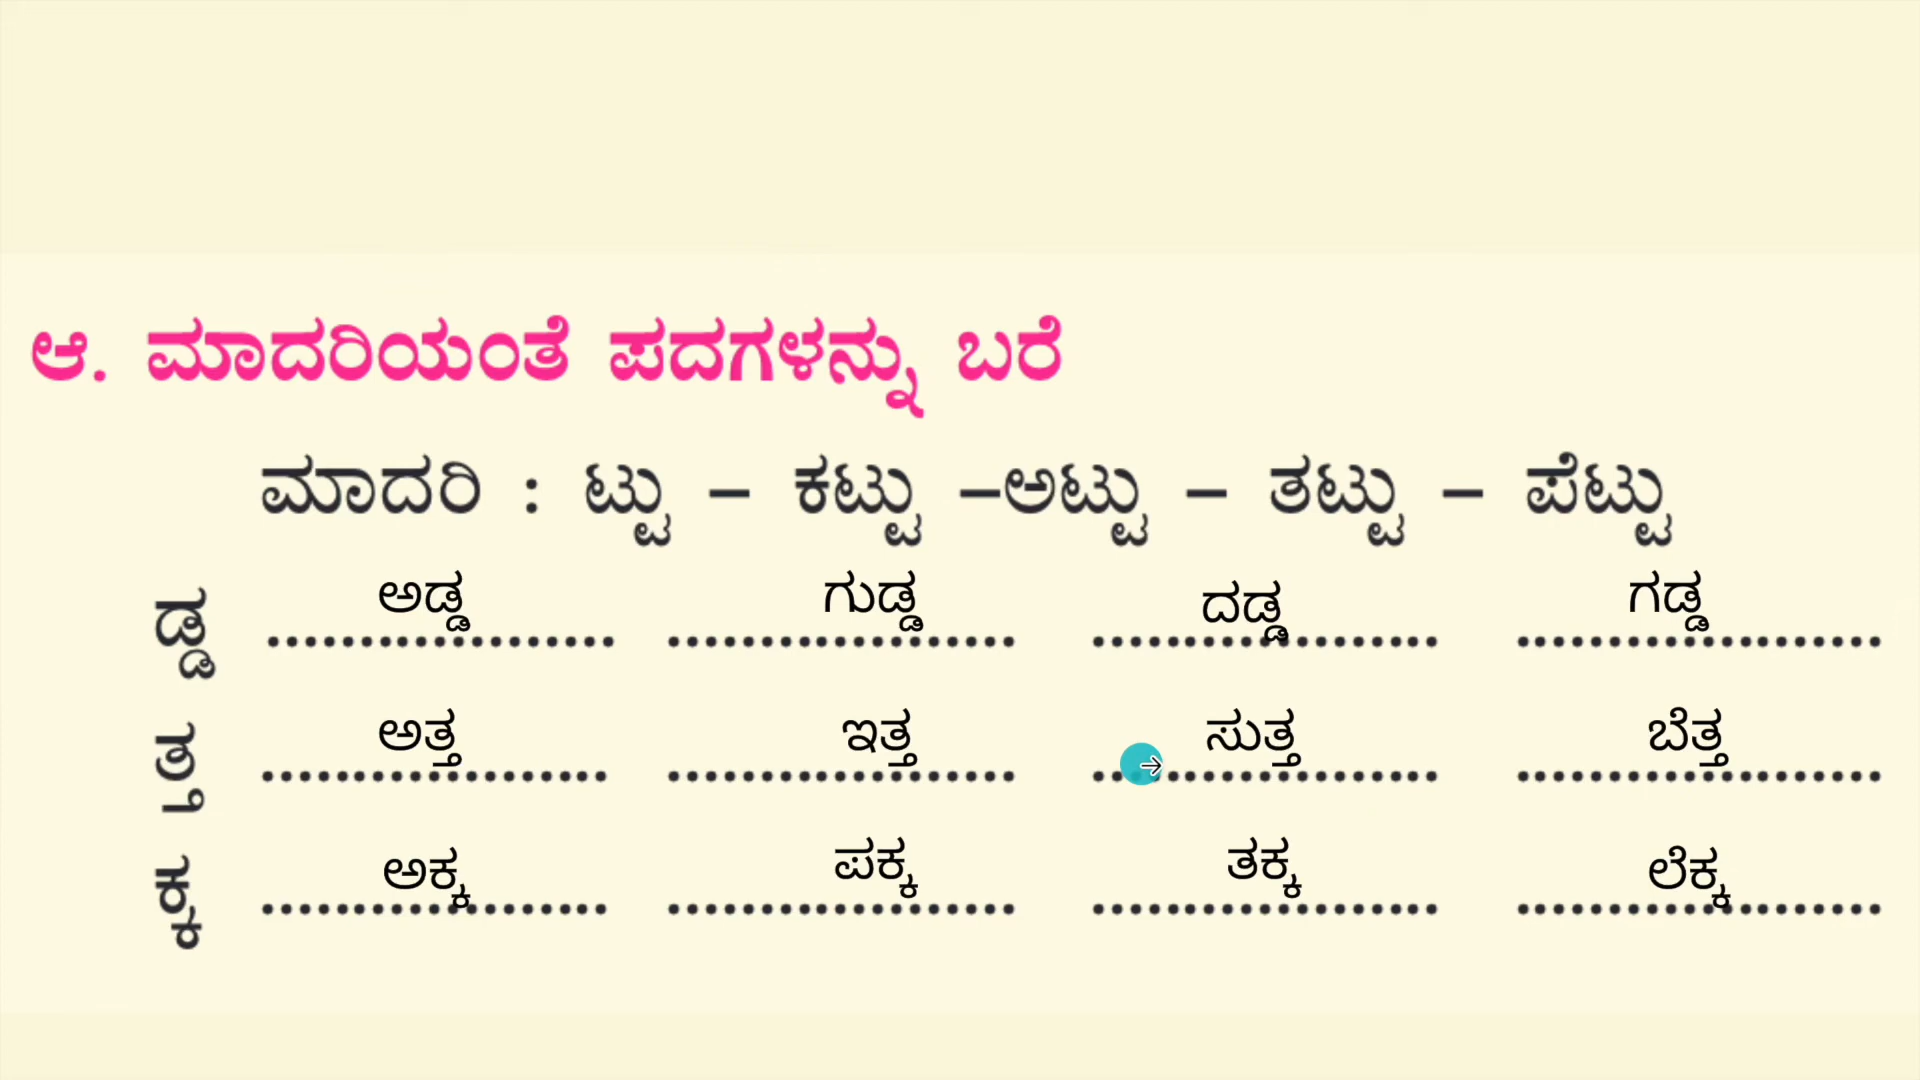 ಆ. ಮಾದರಿಯಂತೆ ಪದಗಳನ್ನು ಬರೆ
ಮಾದರಿ : ಟ್ಟು – ಕಟ್ಟು –ಅಟ್ಟು – ತಟ್ಟು – ಪೆಟ್ಟು
ಡ್ಡ ಅಡ್ಡ ಗುಡ್ಡ ದಡ್ಡ ಗಡ್ಡ
ತ್ತ ಅತ್ತ ಇತ್ತ ಸುತ್ತ ಬೆತ್ತ
ಕ್ಕ ಅಕ್ಕ ಪಕ್ಕ ತಕ್ಕ ಲೆಕ್ಕ